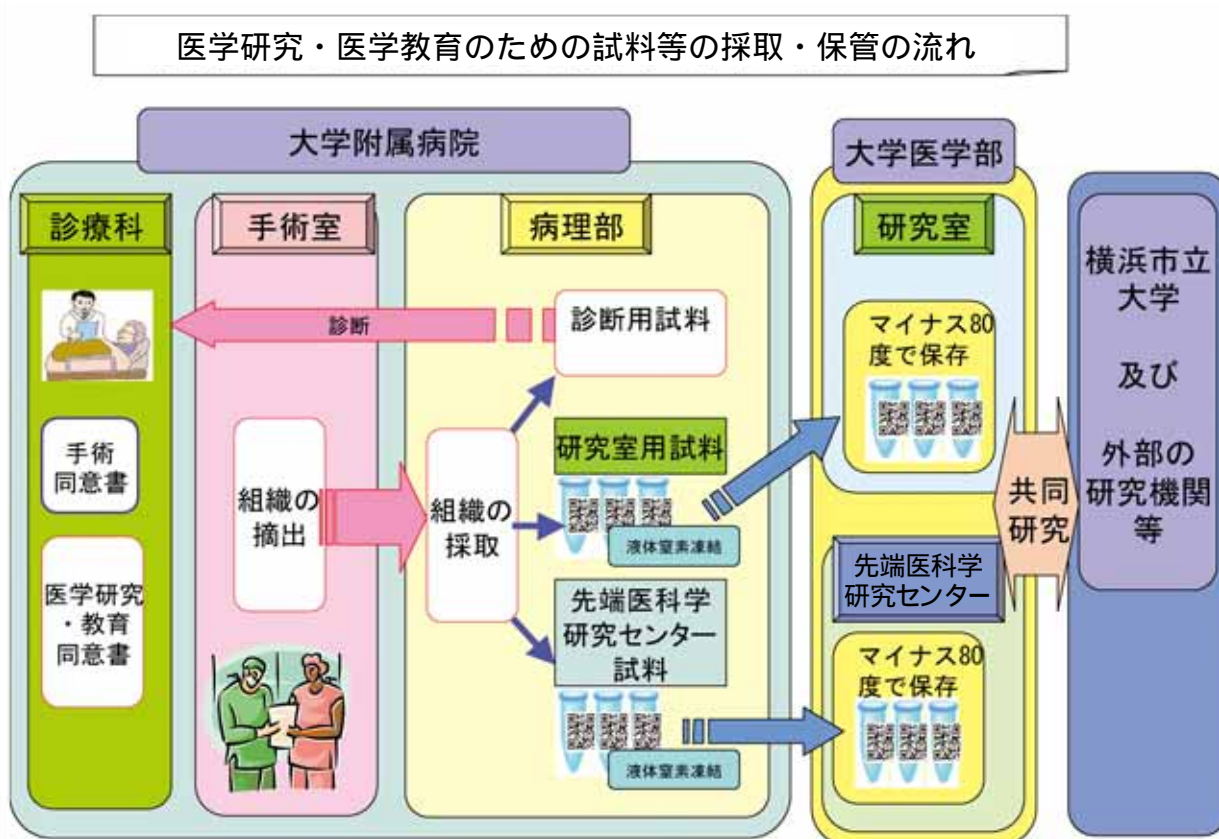 医学研究・医学教育のための試料等の採取・保管の流れ
大学附属病院
診療科
手術
同意書
医学研究
・教育
同意書
手術室
組織の
摘出
病理部
診断用試料
診断
組織の
採取
研究室用試料
液体窒素凍結
先端医科学
研究センター
試料
液体窒素凍結
大学医学部
研究室
マイナス80
度で保存
先端医科学
研究センター
マイナス80
度で保存
共同
研究
横浜市立
大学
及び
外部の
研究機関
等